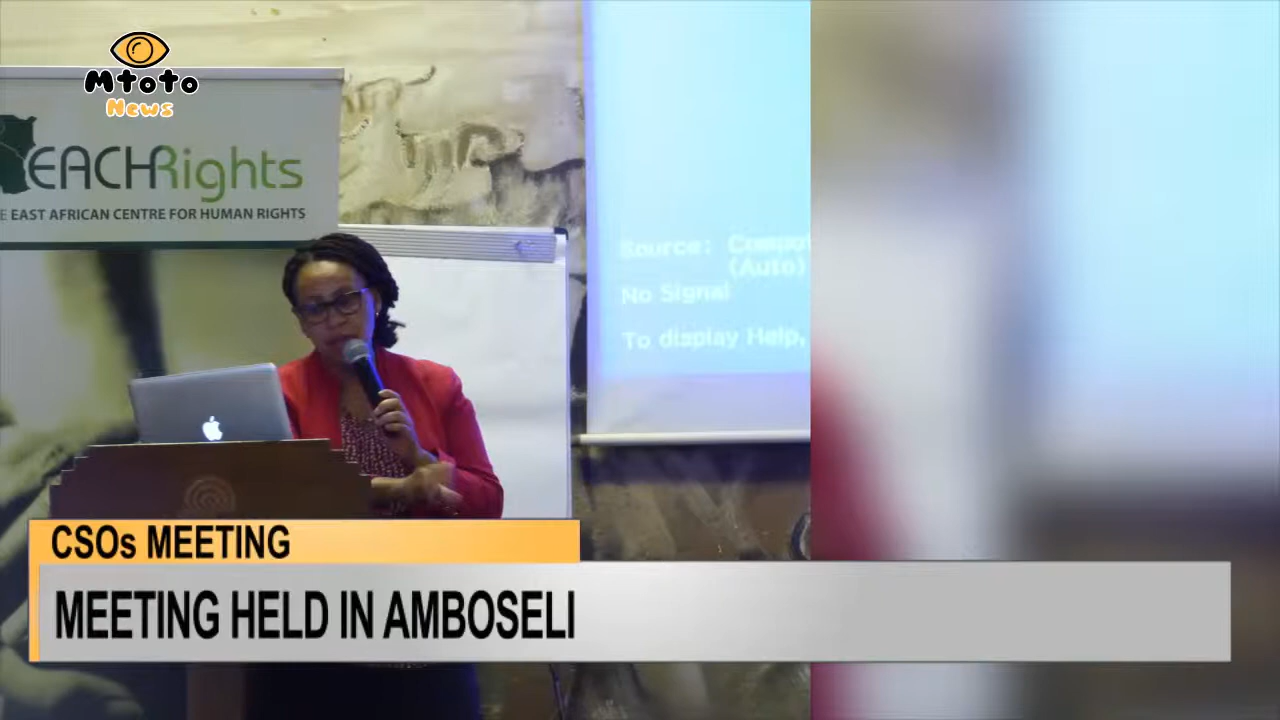 Mtoto
News
EACHRights
EAST AFRICAN CENTRE FOR HUMAN RIGHTS
Source:
(Auto)
No Signal
To display Help,
CSOs MEETING
MEETING HELD IN AMBOSELI